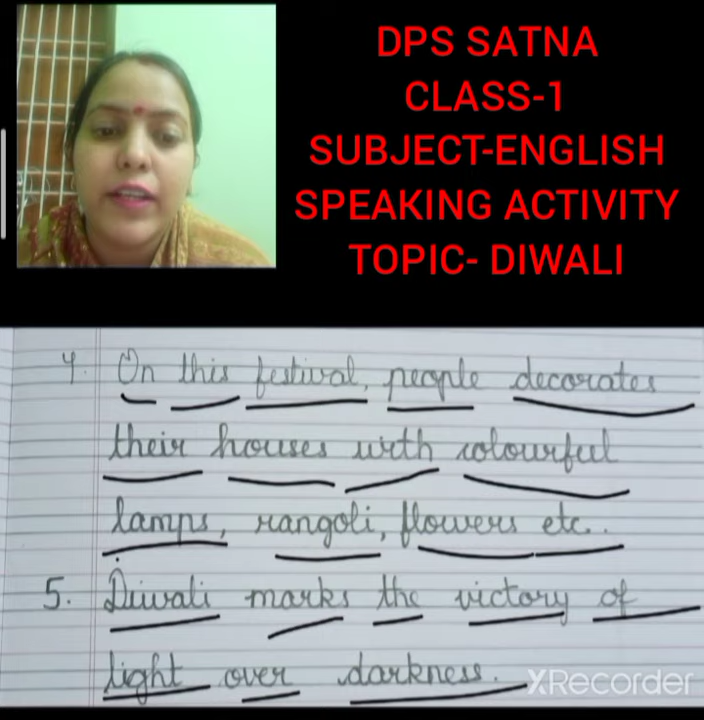 DPS SATNA
CLASS-1
SUBJECT-ENGLISH
SPEAKING ACTIVITY
TOPIC- DIWALI
4. On this festival, people decorates
their houses with colourful
lamps, rangoli, flowers etc..
5. Diwali marks the victory of
light over darkness.
XRecorder